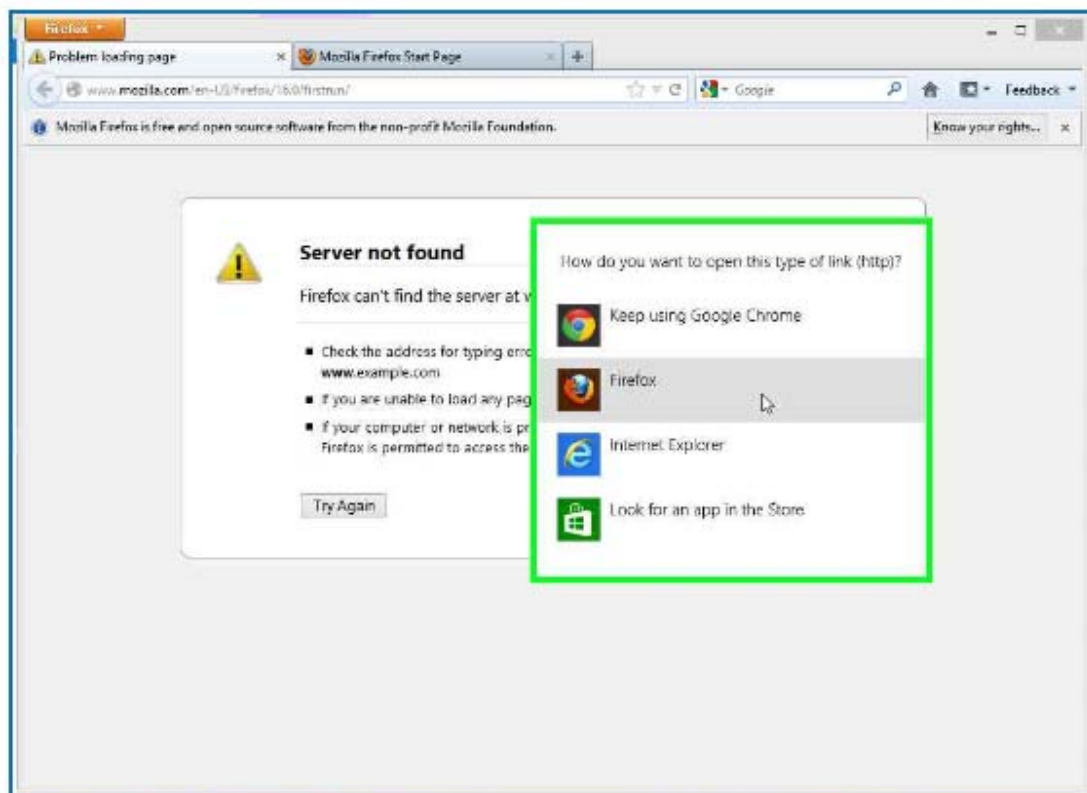 Firefox
Problem loading page
Mozilla Firefox Start Page
www.mozilla.com/en-US/firefox/16.0/firstrun/
Google
Feedback
Mozilla Firefox is free and open source software from the non-profit Mozilla Foundation.
Know your rights...
Server not found
Firefox can't find the server at
Check the address for typing
www.example.com
If you are unable to load any
If your computer or network is
Firefox is permitted to access the
Try Again
How do you want to open this type of link (http)?
Keep using Google Chrome
Firefox
Internet Explorer
Look for an app in the Store